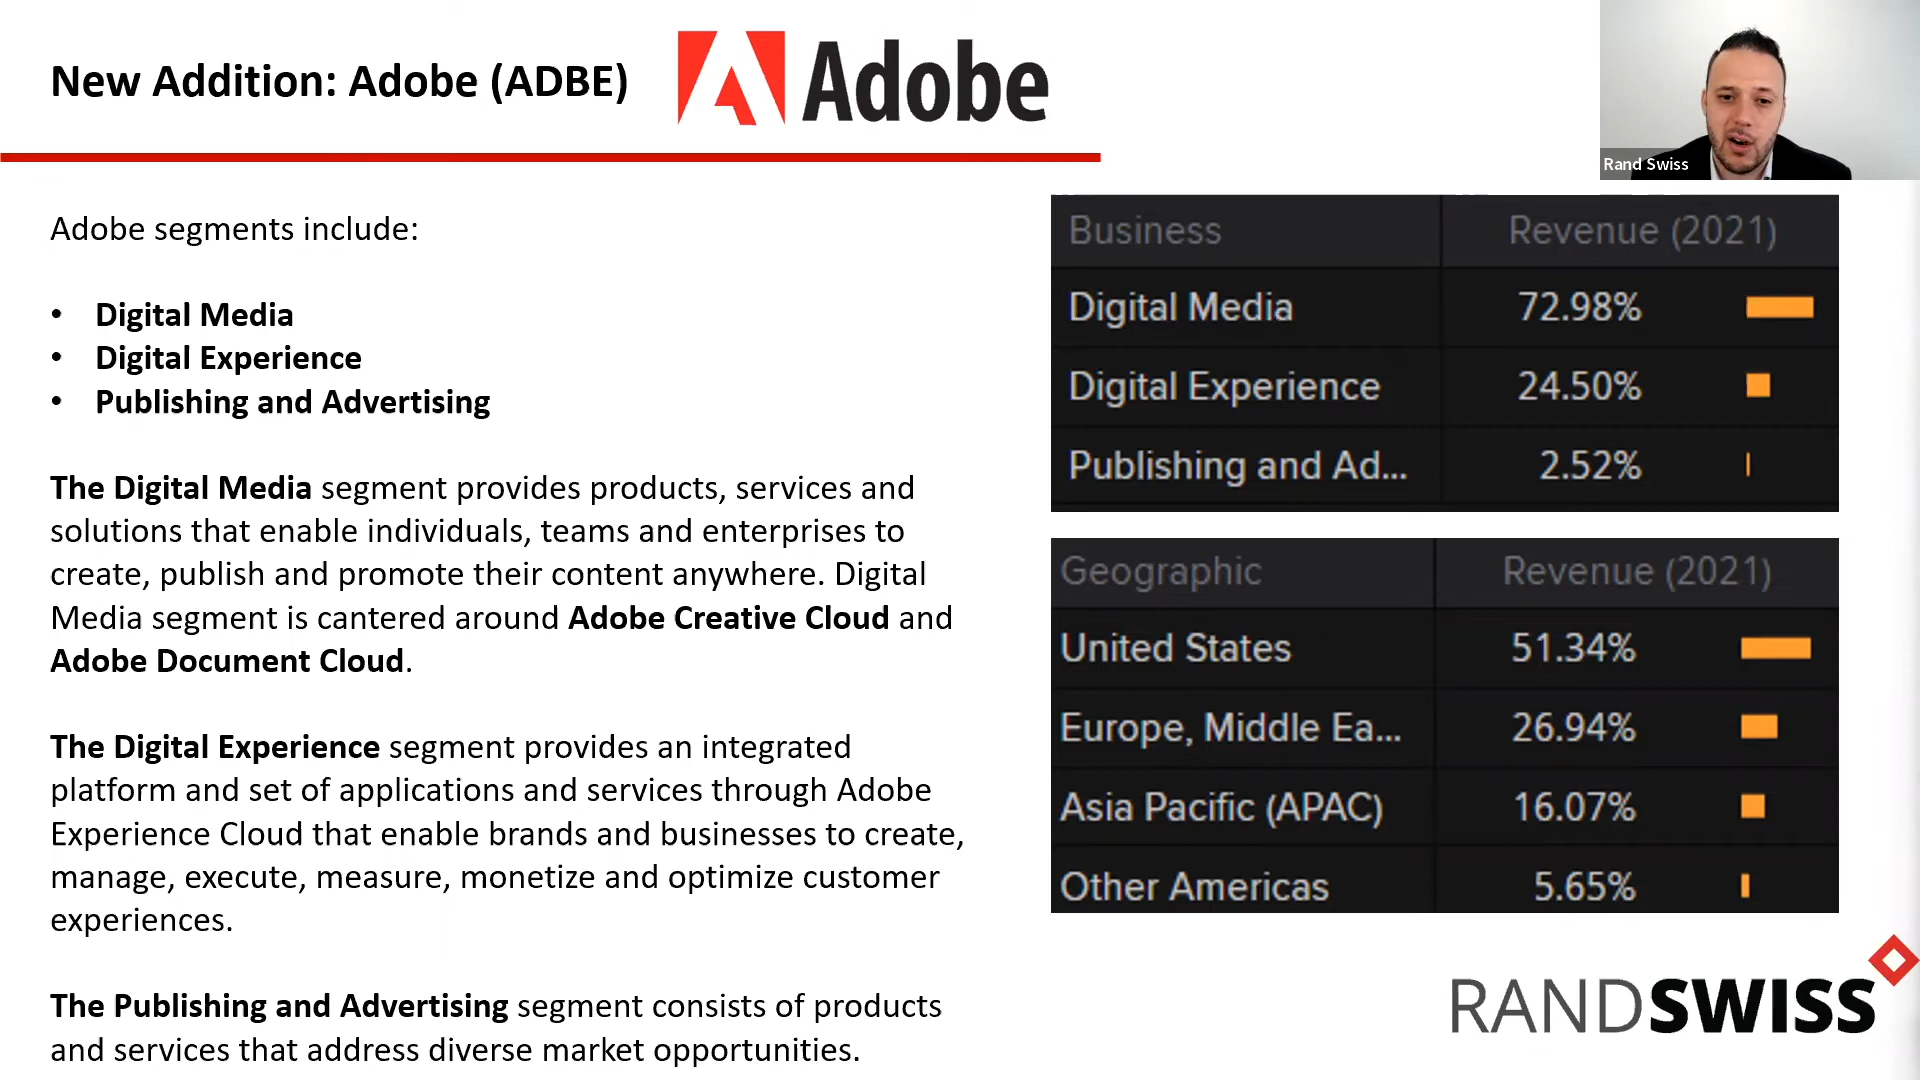 New Addition: Adobe (ADBE)
Adobe
Rand Swiss
Adobe segments include:
• Digital Media
• Digital Experience
• Publishing and Advertising
The Digital Media segment provides products, services and
solutions that enable individuals, teams and enterprises to
create, publish and promote their content anywhere. Digital
Media segment is cantered around Adobe Creative Cloud and
Adobe Document Cloud.
The Digital Experience segment provides an integrated
platform and set of applications and services through Adobe
Experience Cloud that enable brands and businesses to create,
manage, execute, measure, monetize and optimize customer
experiences.
The Publishing and Advertising segment consists of products
and services that address diverse market opportunities.
Business Revenue (2021)
Digital Media 72.98%
Digital Experience 24.50%
Publishing and Ad... 2.52%
Geographic Revenue (2021)
United States 51.34%
Europe, Middle Ea... 26.94%
Asia Pacific (APAC) 16.07%
Other Americas 5.65%
RANDSWISS